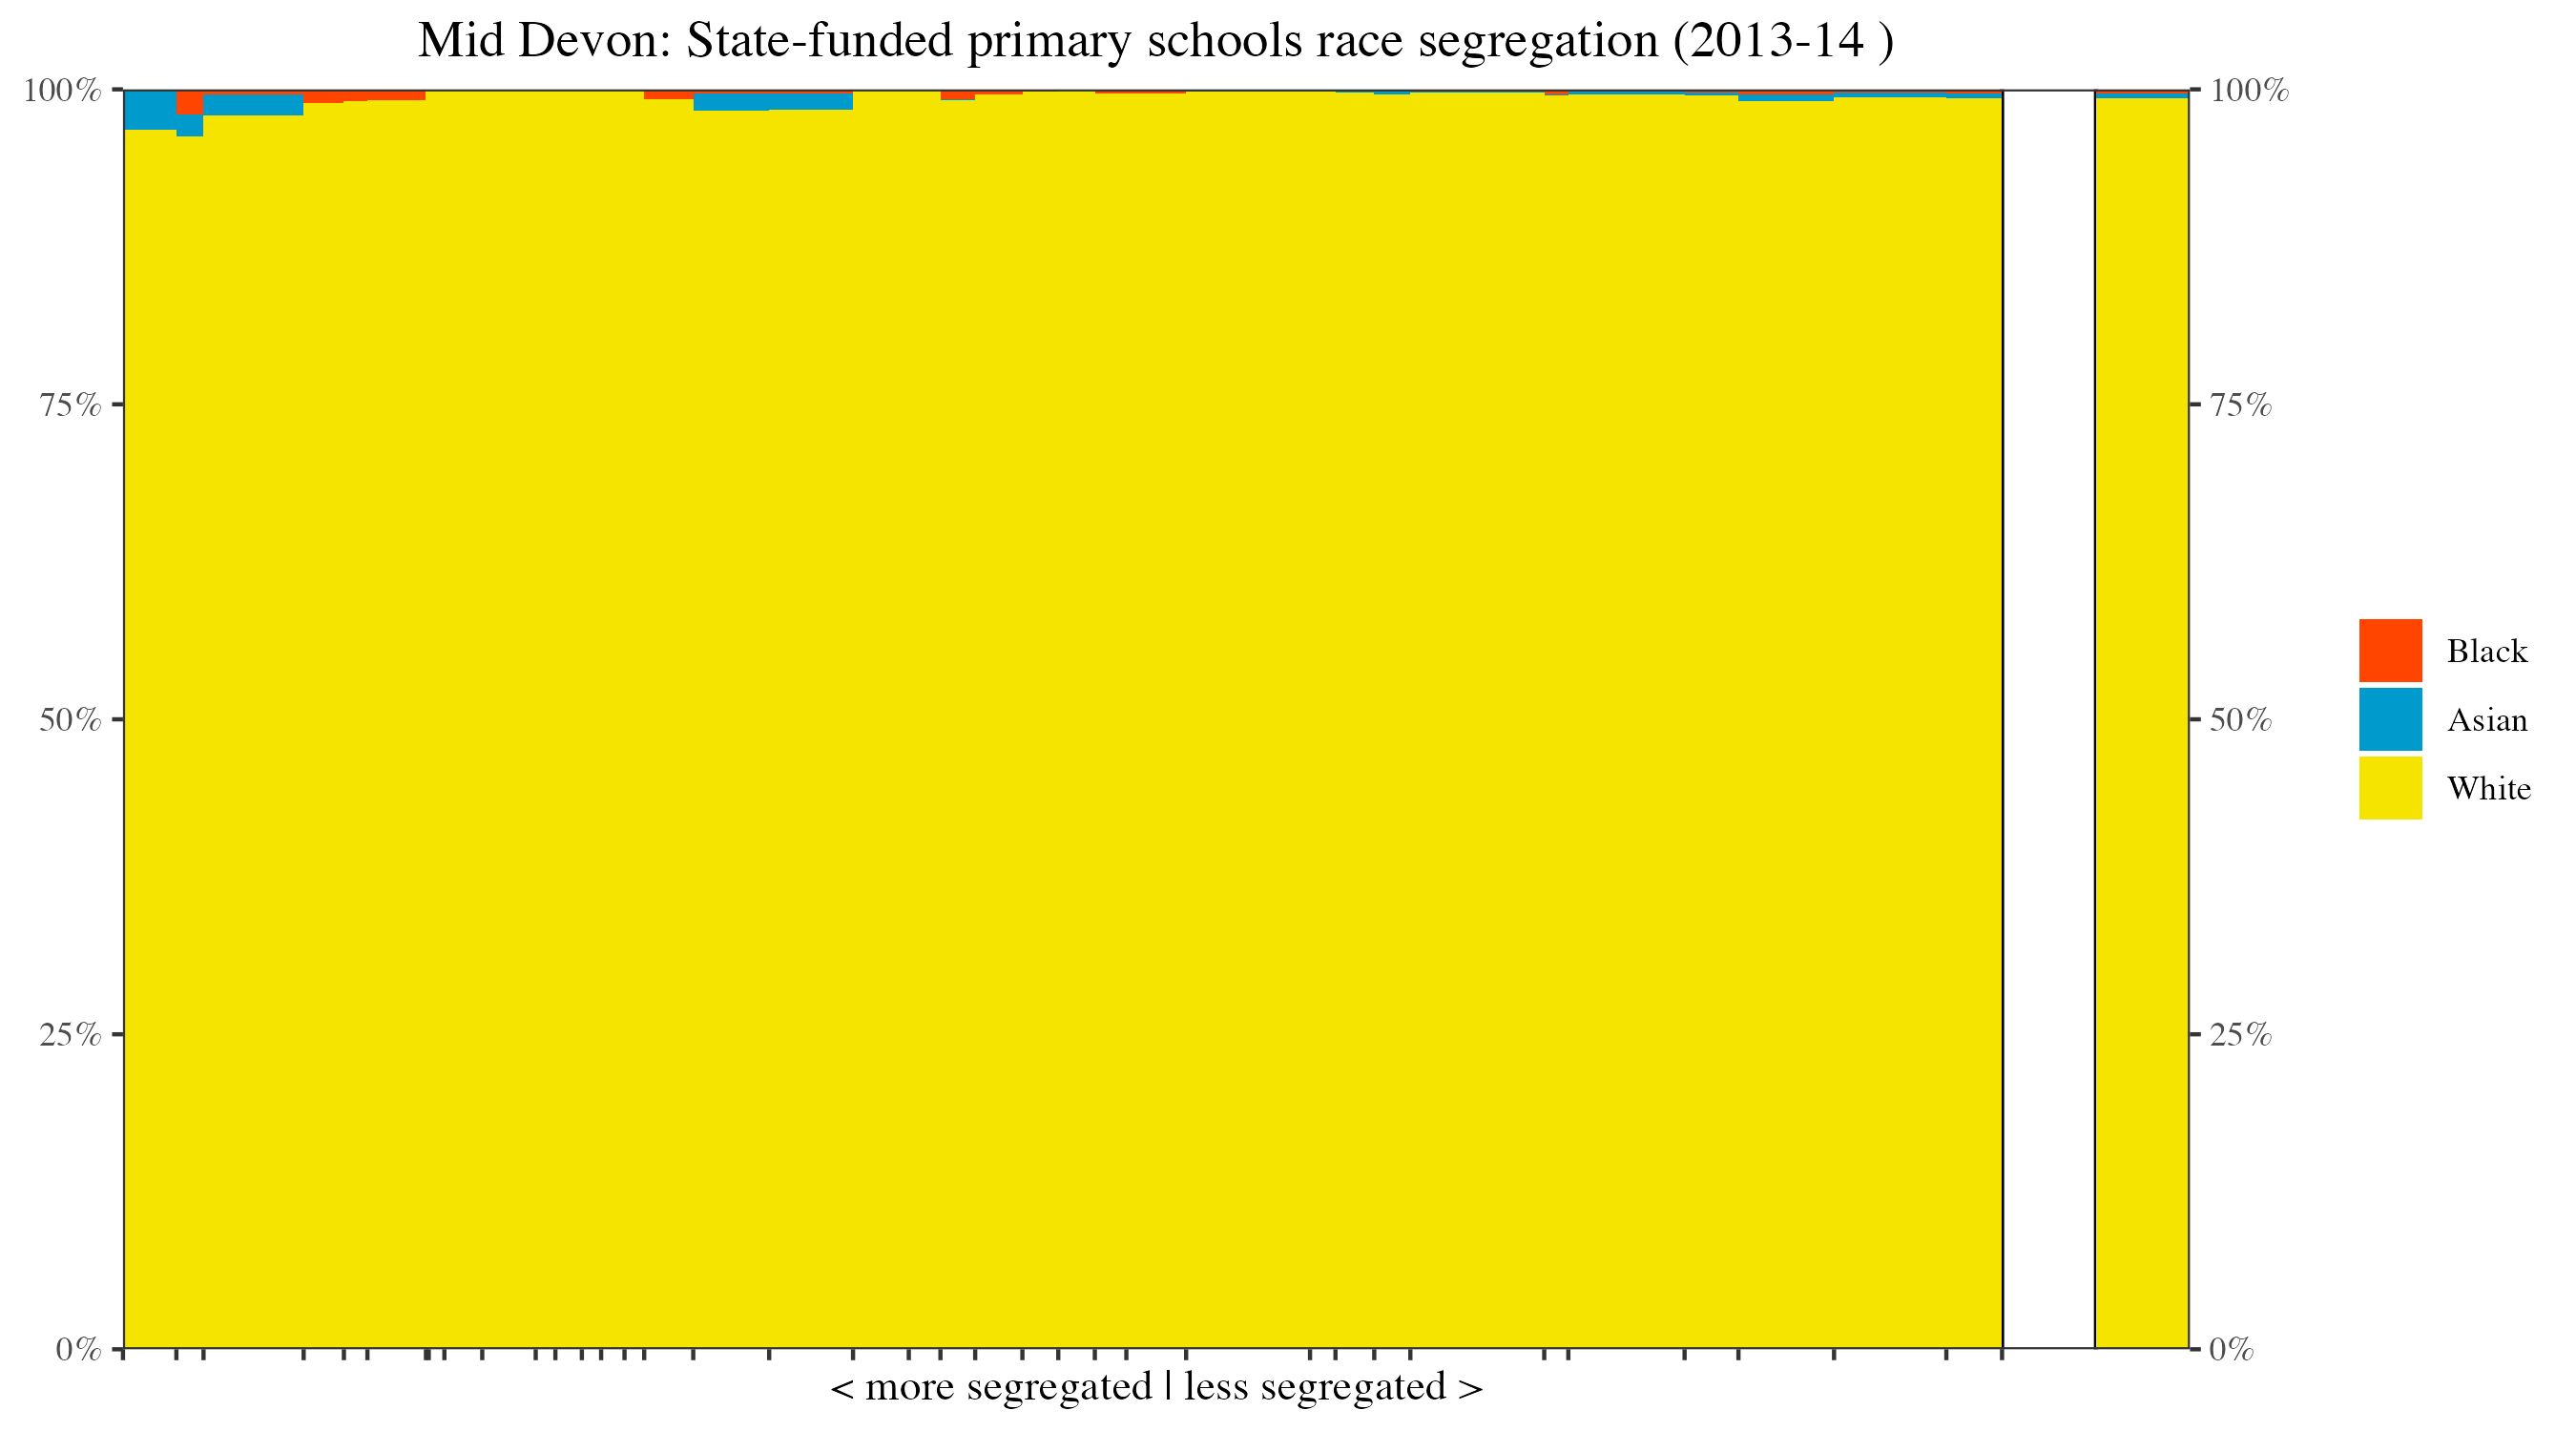 Mid Devon: State-funded primary schools race segregation (2013-14 )
100%
75%
50%
25%
0%
100%
75%
50%
25%
0%
Black
Asian
White
< more segregated | less segregated >